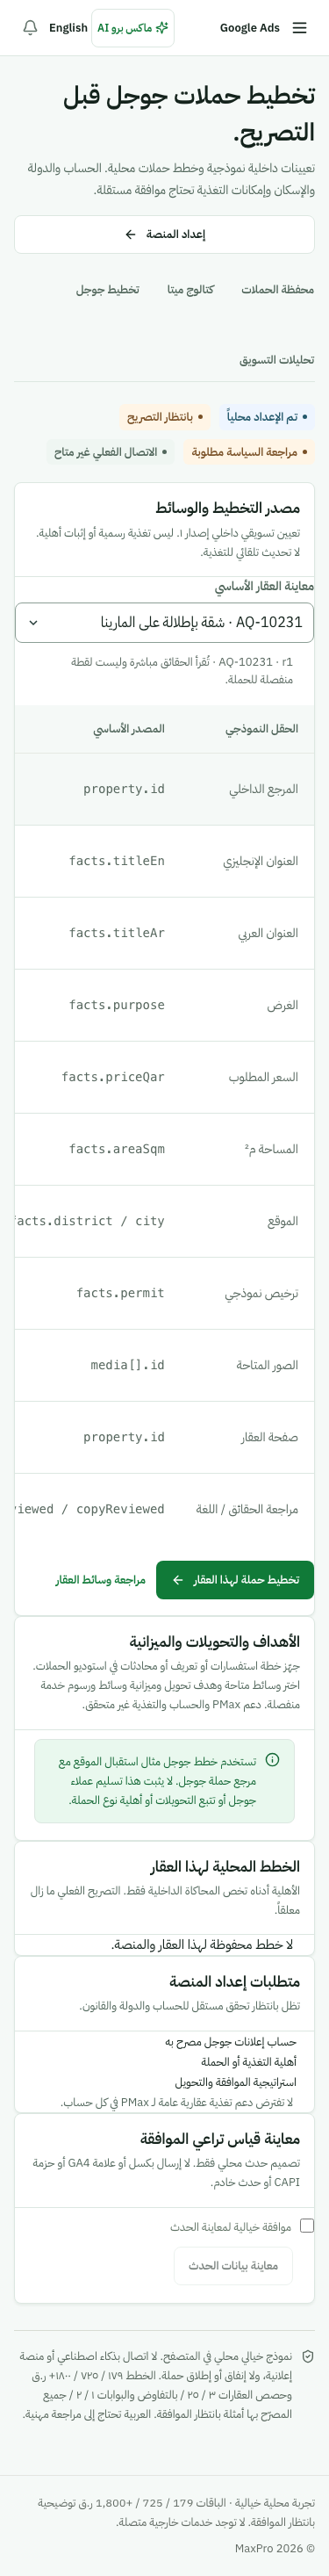 Google Ads
ماكس برو AI
English
تخطيط حملات جوجل قبل
التصريح.
تعيينات داخلية نموذجية وخطط حملات محلية. الحساب والدولة
والإسكان وإمكانات التغذية تحتاج موافقة مستقلة.
إعداد المنصة
محفظة الحملات
كتالوج ميتا
تخطيط جوجل
تحليلات التسويق
تم الإعداد محلياً
بانتظار التصريح
مراجعة السياسة مطلوبة
الاتصال الفعلي غير متاح
مصدر التخطيط والوسائط
تعيين تسويقي داخلي إصدار ١. ليس تغذية رسمية أو إثبات أهلية.
لا تحديث تلقائي للتغذية.
معاينة العقار الأساسي
AQ-10231 · شقة بإطلالة على المارينا
AQ-10231 · r1 · تُقرأ الحقائق مباشرة وليست لقطة
منفصلة للحملة.
الحقل النموذجي
المصدر الأساسي
المرجع الداخلي
property.id
العنوان الإنجليزي
facts.titleEn
العنوان العربي
facts.titleAr
الغرض
facts.purpose
السعر المطلوب
facts.priceQar
المساحة م²
facts.areaSqm
الموقع
facts.district / city
ترخيص نموذجي
facts.permit
الصور المتاحة
media[].id
صفحة العقار
property.id
مراجعة الحقائق / اللغة
/ copyReviewed
تخطيط حملة لهذا العقار
مراجعة وسائط العقار
الأهداف والتحويلات والميزانية
جهّز خطة استفسارات أو تعريف أو محادثات في استوديو الحملات.
اختر وسائط متاحة وهدف تحويل وميزانية وسائط ورسوم خدمة
منفصلة. دعم PMax والحساب والتغذية غير متحقق.
تستخدم خطط جوجل مثال استقبال الموقع مع
مرجع حملة جوجل. لا يثبت هذا تسليم عملاء
جوجل أو تتبع التحويلات أو أهلية نوع الحملة.
الخطط المحلية لهذا العقار
الأهلية أدناه تخص المحاكاة الداخلية فقط. التصريح الفعلي ما زال
معلقاً.
لا خطط محفوظة لهذا العقار والمنصة.
متطلبات إعداد المنصة
تظل بانتظار تحقق مستقل للحساب والدولة والقانون.
حساب إعلانات جوجل مصرح به
أهلية التغذية أو الحملة
استراتيجية الموافقة والتحويل
لا تفترض دعم تغذية عقارية عامة لـ PMax في كل حساب.
معاينة قياس تراعي الموافقة
تصميم حدث محلي فقط. لا إرسال بكسل أو علامة GA4 أو حزمة
CAPI أو حدث خادم.
موافقة خيالية لمعاينة الحدث
معاينة بيانات الحدث
نموذج خيالي محلي في المتصفح. لا اتصال بذكاء اصطناعي أو منصة
إعلانية، ولا إنفاق أو إطلاق حملة. الخطط ١٧٩ / ٧٢٥ / ١٨٠٠+ ر.ق
وحصص العقارات ٣ / ٢٥ / بالتفاوض والبوابات ١ / ٢ / جميع
المصرّح بها أمثلة بانتظار الموافقة. العربية تحتاج إلى مراجعة مهنية.
تجربة محلية خيالية · الباقات 179 / 725 / +1,800 ر.ق توضيحية
بانتظار الموافقة. لا توجد خدمات خارجية متصلة.
© 2026 MaxPro